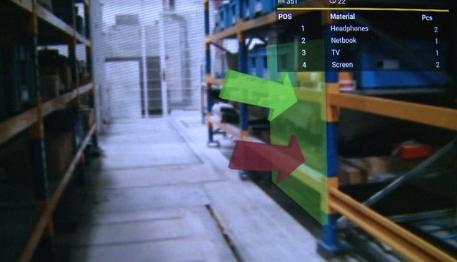 351 22
POS Material Pcs
1 Headphones 2
2 Netbook 1
3 TV 1
4 Screen 2